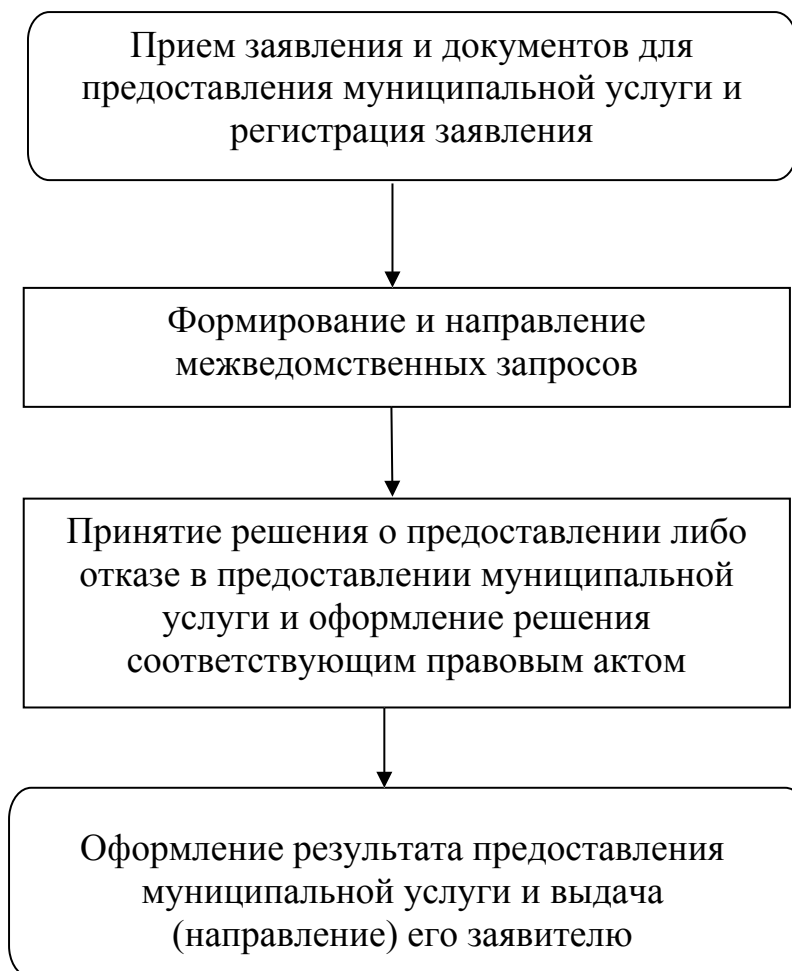 Прием заявления и документов для
предоставления муниципальной услуги и
регистрация заявления
Формирование и направление
межведомственных запросов
Принятие решения о предоставлении либо
отказе в предоставлении муниципальной
услуги и оформление решения
соответствующим правовым актом
Оформление результата предоставления
муниципальной услуги и выдача
(направление) его заявителю